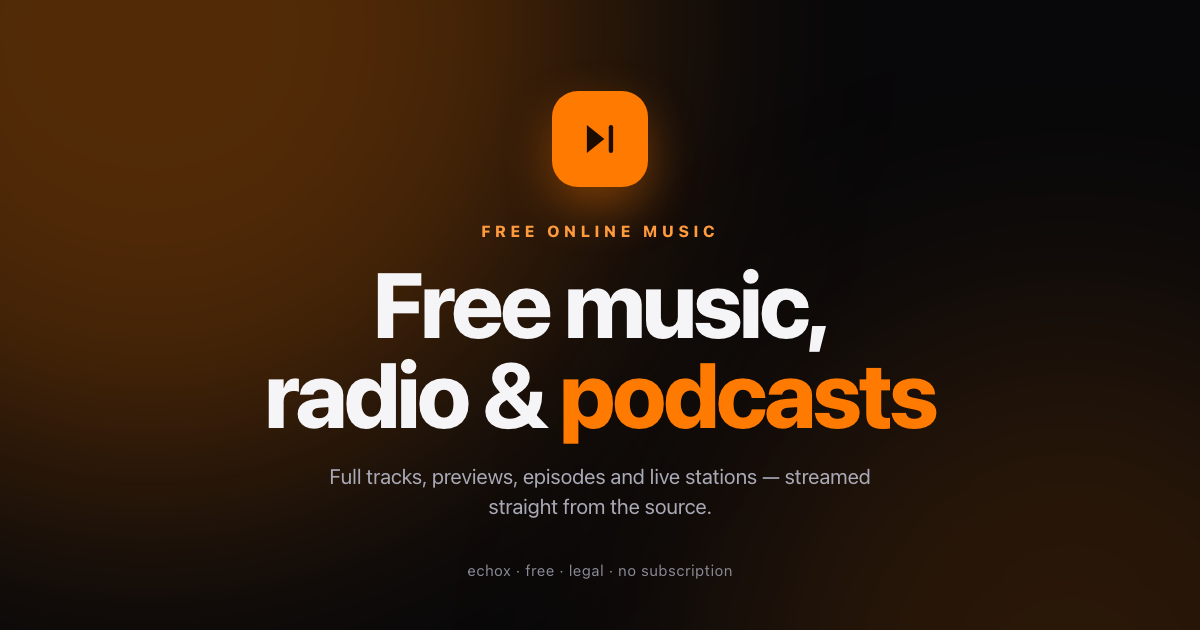 FREE ONLINE MUSIC
Free music,
radio & podcasts
Full tracks, previews, episodes and live stations — streamed
straight from the source.
echox · free · legal · no subscription